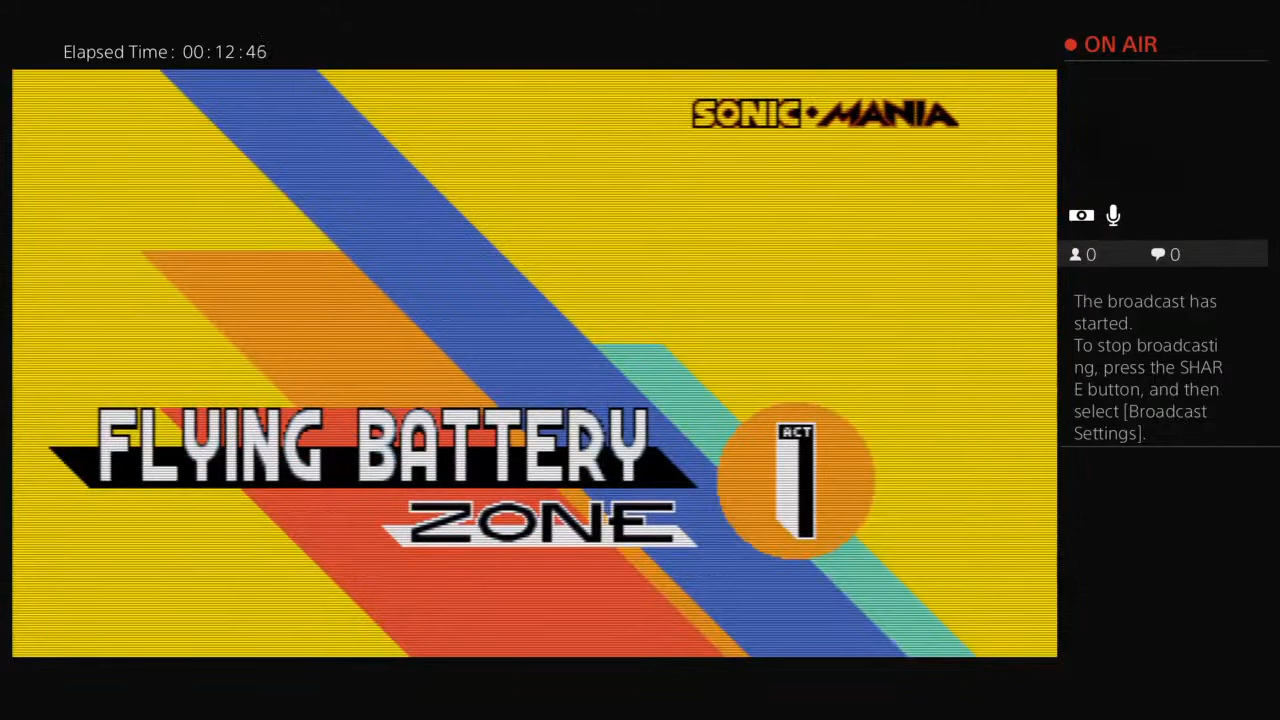 Elapsed Time: 00:12:46
ON AIR
SONIC MANIA
0 0
The broadcast has
started.
To stop broadcasti
ng, press the SHAR
E button, and then
select [Broadcast
Settings].
FLYING BATTERY
ZONE
ACT
1